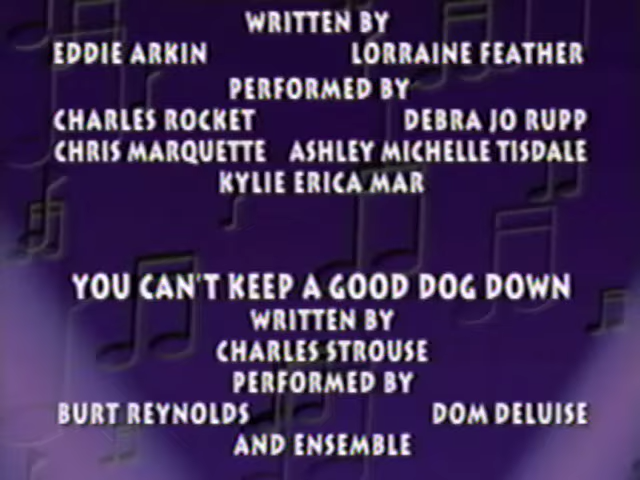 WRITTEN BY
EDDIE ARKIN LORRAINE FEATHER
PERFORMED BY
CHARLES ROCKET DEBRA JO RUPP
CHRIS MARQUETTE ASHLEY MICHELLE TISDALE
KYLIE ERICA MAR
YOU CAN'T KEEP A GOOD DOG DOWN
WRITTEN BY
CHARLES STROUSE
PERFORMED BY
BURT REYNOLDS DOM DELUISE
AND ENSEMBLE